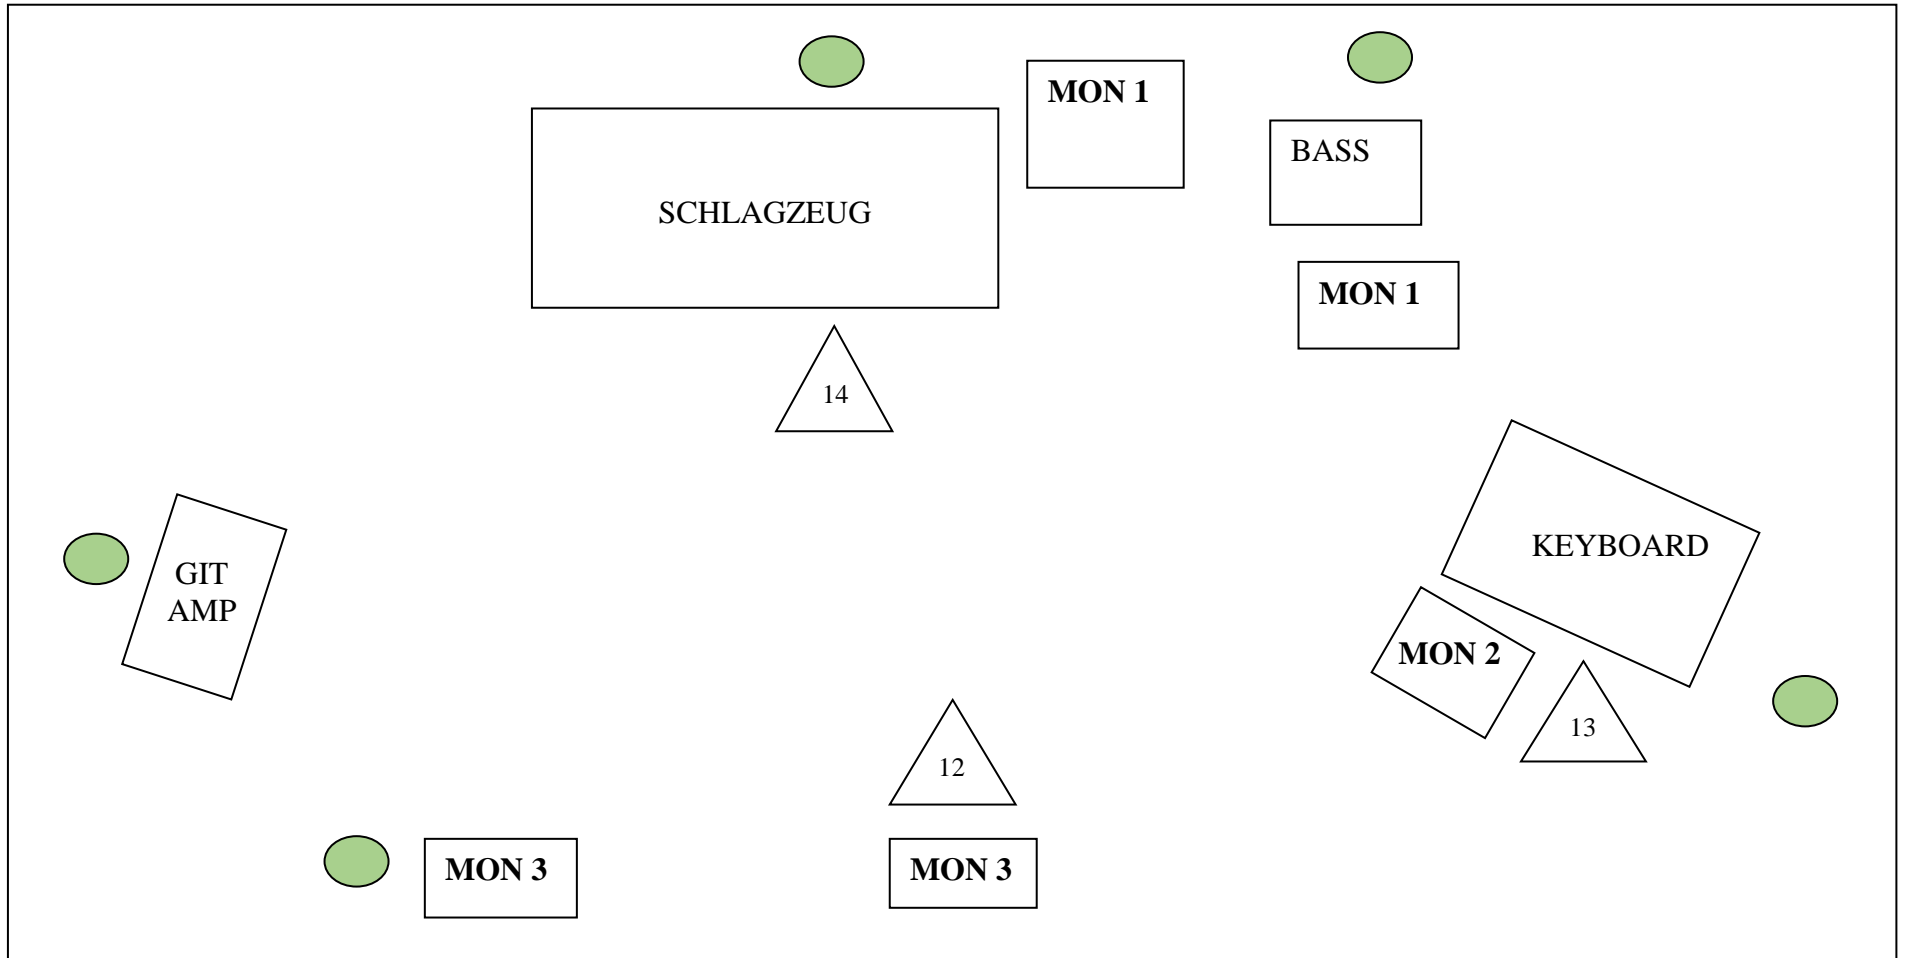 MON 1
BASS
SCHLAGZEUG
MON 1
14
KEYBOARD
GIT
AMP
MON 2
13
12
MON 3
MON 3